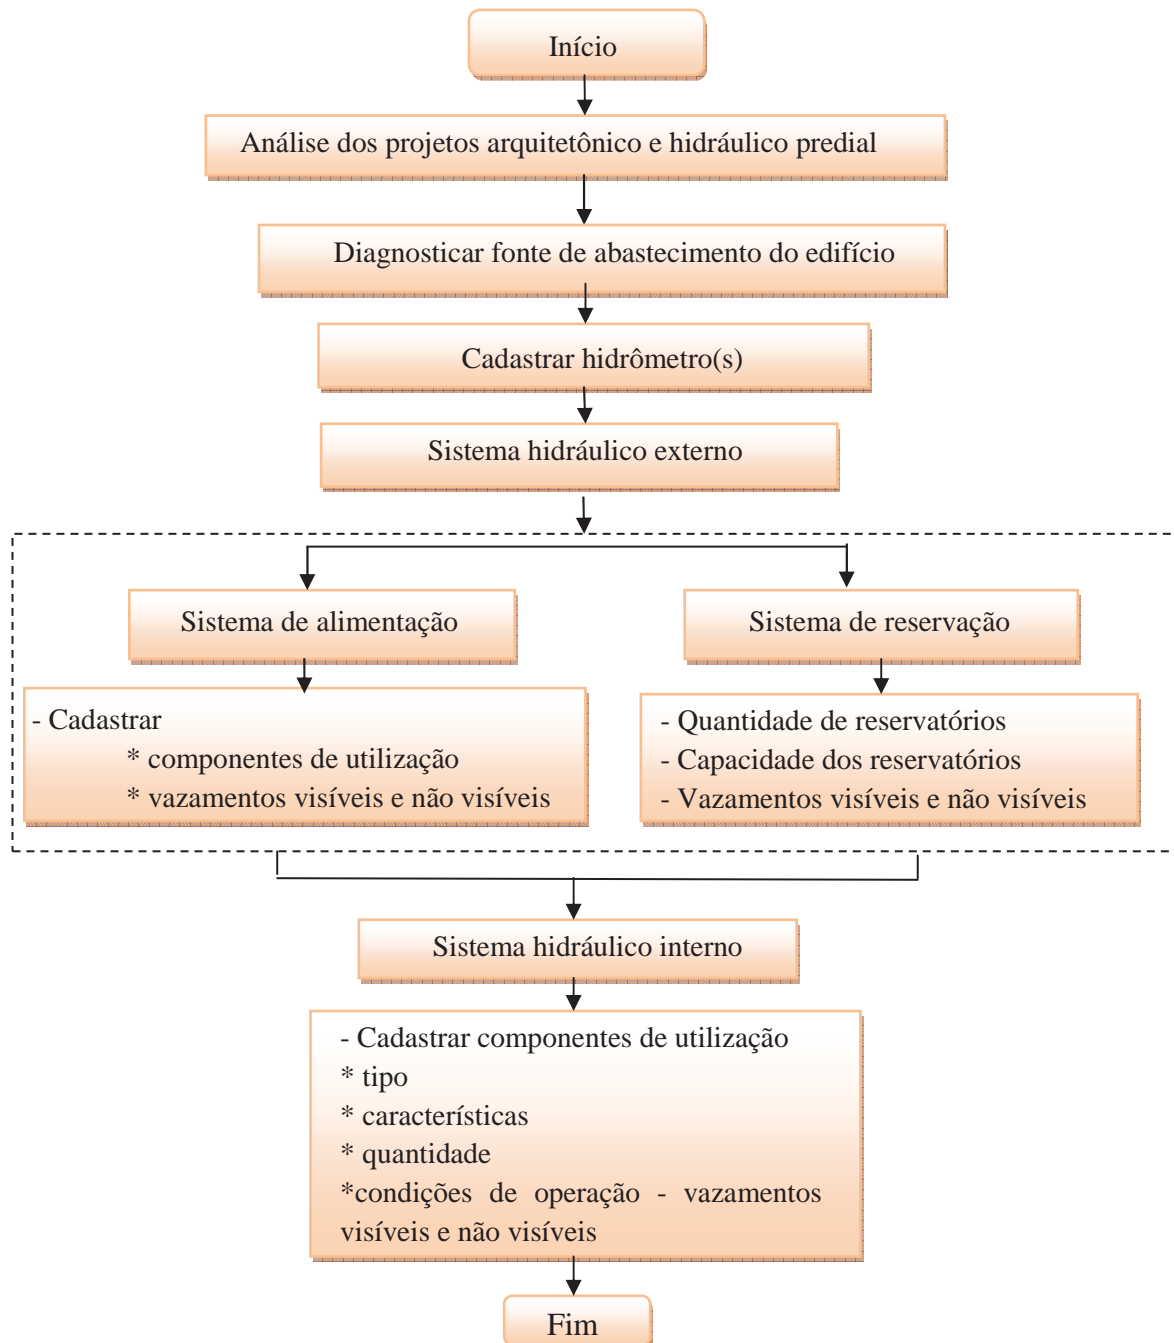 Início
Análise dos projetos arquitetônico e hidráulico predial
Diagnosticar fonte de abastecimento do edifício
Cadastrar hidrômetro(s)
Sistema hidráulico externo
Sistema de alimentação
- Cadastrar
* componentes de utilização
* vazamentos visíveis e não visíveis
Sistema de reservação
- Quantidade de reservatórios
- Capacidade dos reservatórios
- Vazamentos visíveis e não visíveis
Sistema hidráulico interno
- Cadastrar componentes de utilização
* tipo
* característícas
* quantidade
*condições de operação - vazamentos
visíveis e não visíveis
Fim